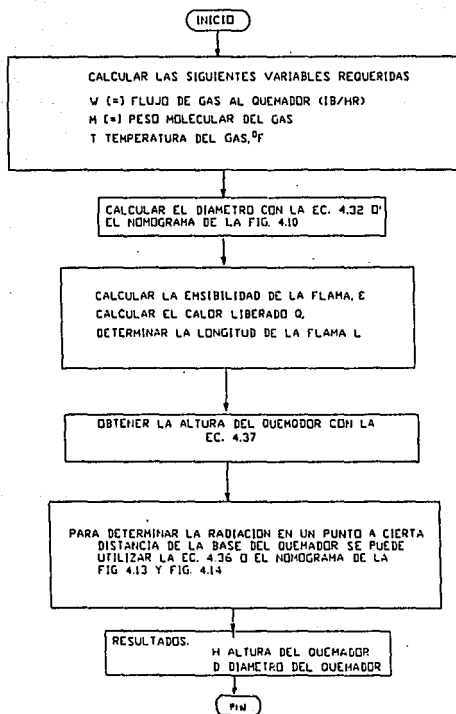 INICIO
CALCULAR LAS SIGUIENTES VARIABLES REQUERIDAS
W (=) FLUJO DE GAS AL QUEMADOR (lB/HR)
M (=) PESO MOLECULAR DEL GAS
T TEMPERATURA DEL GAS, ºF
CALCULAR EL DIAMETRO CON LA EC. 4.32 O'
EL NOMOGRAMA DE LA FIG. 4.10
CALCULAR LA EMSIBILIDAD DE LA FLAMA, Ɛ
CALCULAR EL CALOR LIBERADO Q,
DETERMINAR LA LONGITUD DE LA FLAMA L
OBTENER LA ALTURA DEL QUEMODOR CON LA
EC. 4.37
PARA DETERMINAR LA RADIACION EN UN PUNTO A CIERTA
DISTANCIA DE LA BASE DEL QUEMADOR SE PUEDE
UTILIZAR LA EC. 4.36 O EL NOMOGRAMA DE LA
FIG 4.13 Y FIG. 4.14
RESULTADOS.
H ALTURA DEL QUEMADOR
D DIAMETRO DEL QUEMADOR
FIN